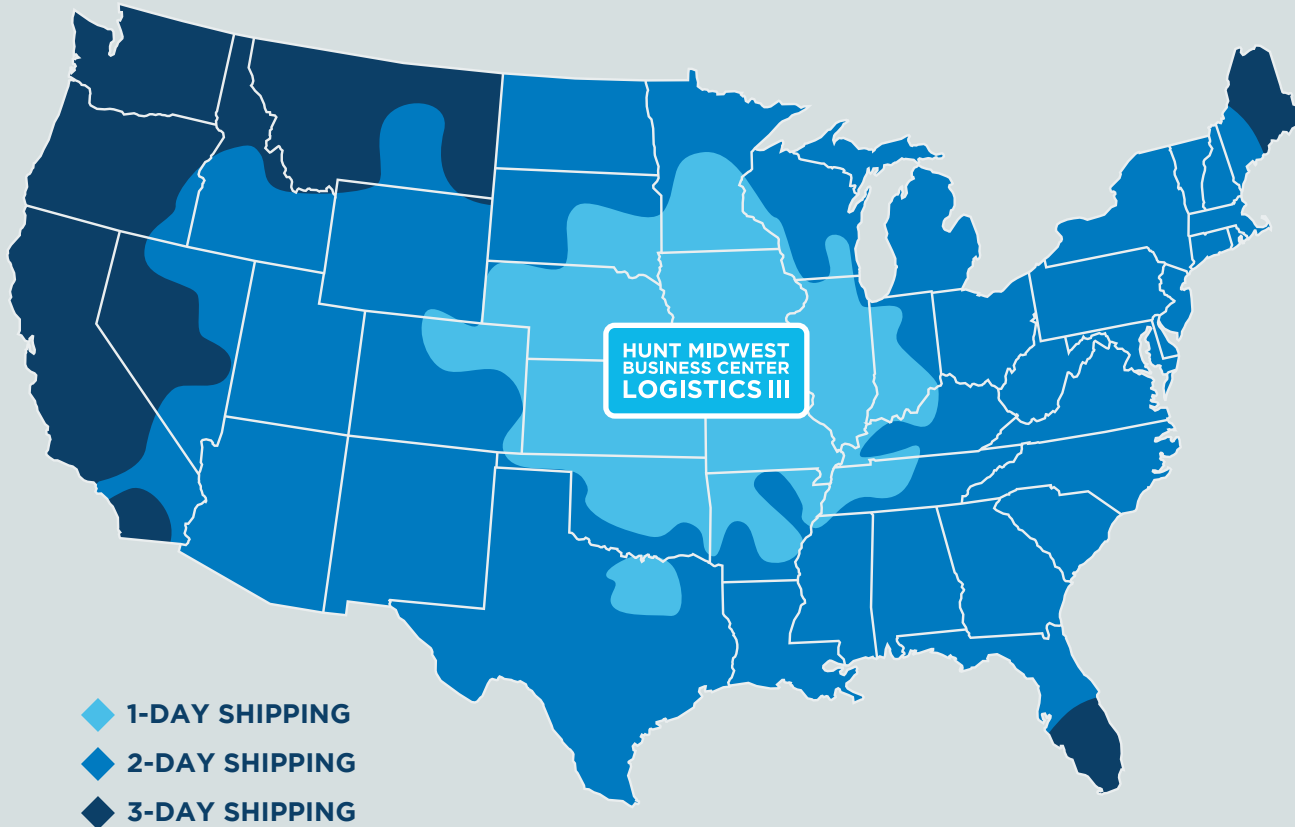 HUNT MIDWEST
BUSINESS CENTER
LOGISTICS III
1-DAY SHIPPING
2-DAY SHIPPING
3-DAY SHIPPING